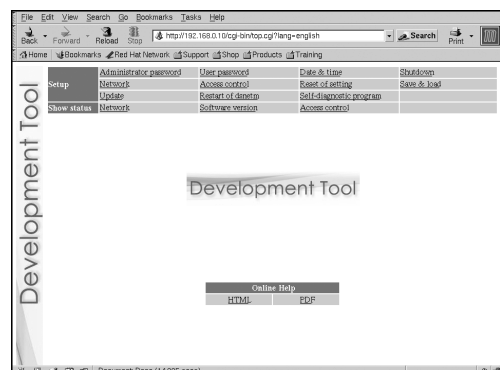 File Edit View Search Go Bookmarks Tasks Help
Back Forward Reload Stop http://192.168.0.10/cgi-bin/top.cgi?lang=english Search Print
Home Bookmarks Red Hat Network Support Shop Products Training
Development Tool
Setup Administrator password User password Date & time Shutdown
Network Access control Reset of setting Save & load
Update Restart of dsnetm Self-diagnostic program
Show status Network Software version Access control
Development Tool
Online Help
HTML PDF